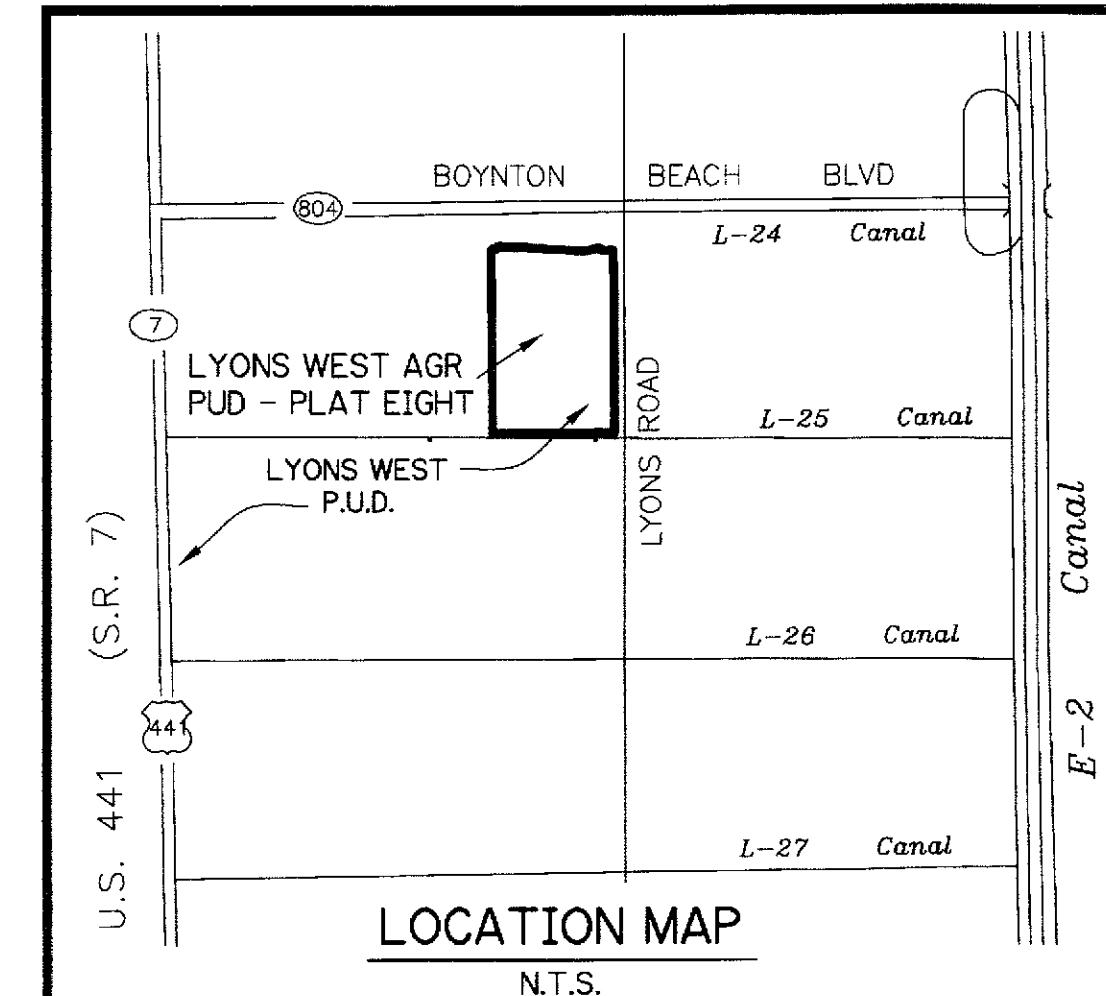 BOYNTON BEACH BLVD
804
L-24 Canal
7
LYONS WEST AGR
PUD - PLAT EIGHT
LYONS ROAD
L-25 Canal
LYONS WEST
P.U.D.
U.S. 441 (S.R. 7)
E-2 Canal
L-26 Canal
441
L-27 Canal
LOCATION MAP
N.T.S.